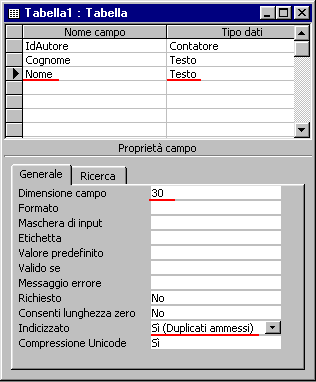 Tabella1 : Tabella
Nome campo Tipo dati
IdAutore Contatore
Cognome Testo
Nome Testo
Proprietà campo
Generale Ricerca
Dimensione campo 30
Formato
Maschera di input
Etichetta
Valore predefinito
Valido se
Messaggio errore
Richiesto No
Consenti lunghezza zero No
Indicizzato Sì (Duplicati ammessi)
Compressione Unicode Sì